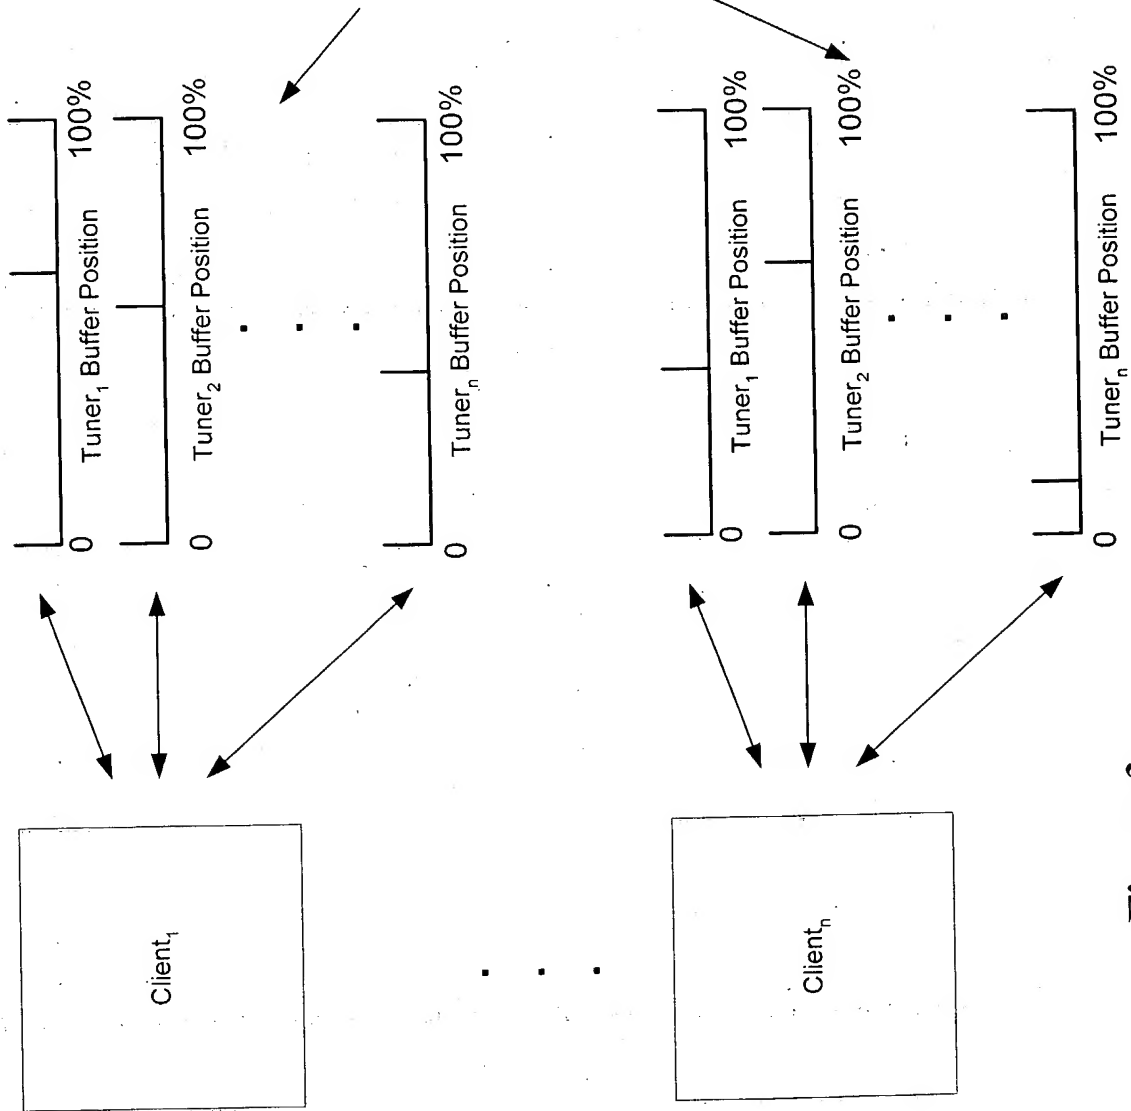 Client₁
0 Tuner₁ Buffer Position 100%
0 Tuner₂ Buffer Position 100%
0 Tunerₙ Buffer Position 100%
Clientₙ
0 Tuner₁ Buffer Position 100%
0 Tuner₂ Buffer Position 100%
0 Tunerₙ Buffer Position 100%